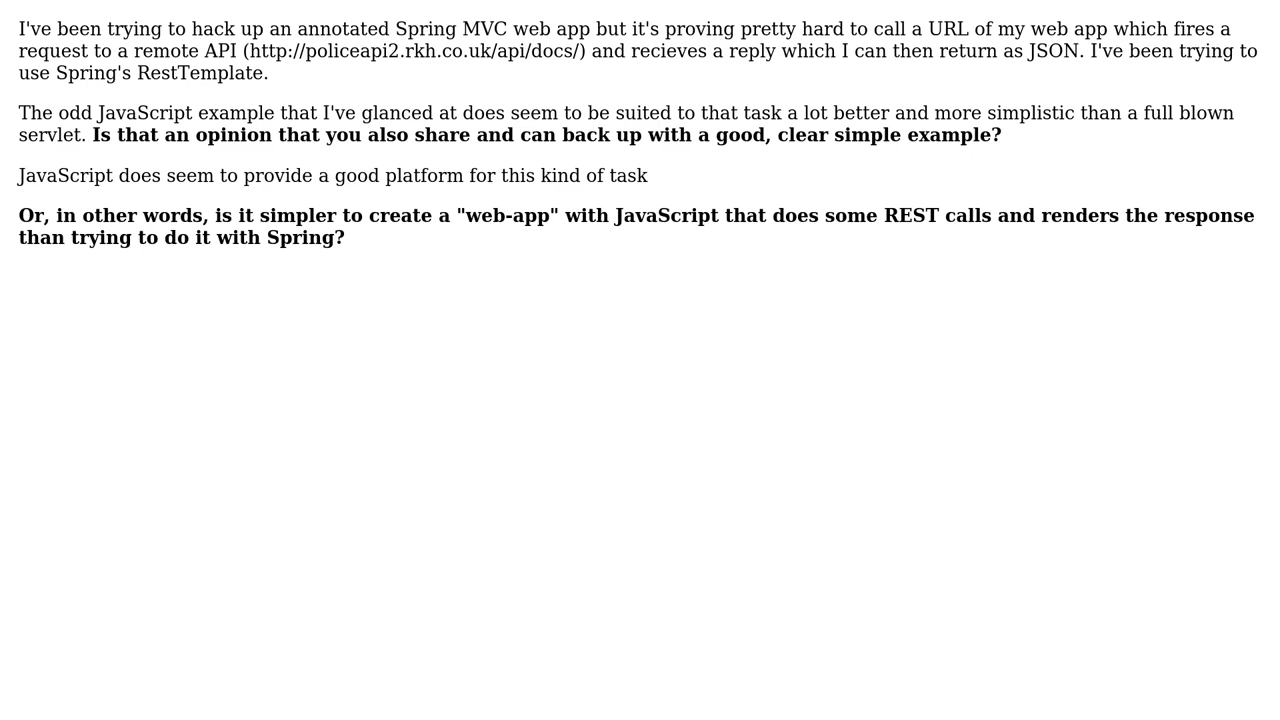 I've been trying to hack up an annotated Spring MVC web app but it's proving pretty hard to call a URL of my web app which fires a
request to a remote API (http://policeapi2.rkh.co.uk/api/docs/) and recieves a reply which I can then return as JSON. I've been trying to
use Spring's RestTemplate.
The odd JavaScript example that I've glanced at does seem to be suited to that task a lot better and more simplistic than a full blown
servlet. Is that an opinion that you also share and can back up with a good, clear simple example?
JavaScript does seem to provide a good platform for this kind of task
Or, in other words, is it simpler to create a "web-app" with JavaScript that does some REST calls and renders the response
than trying to do it with Spring?